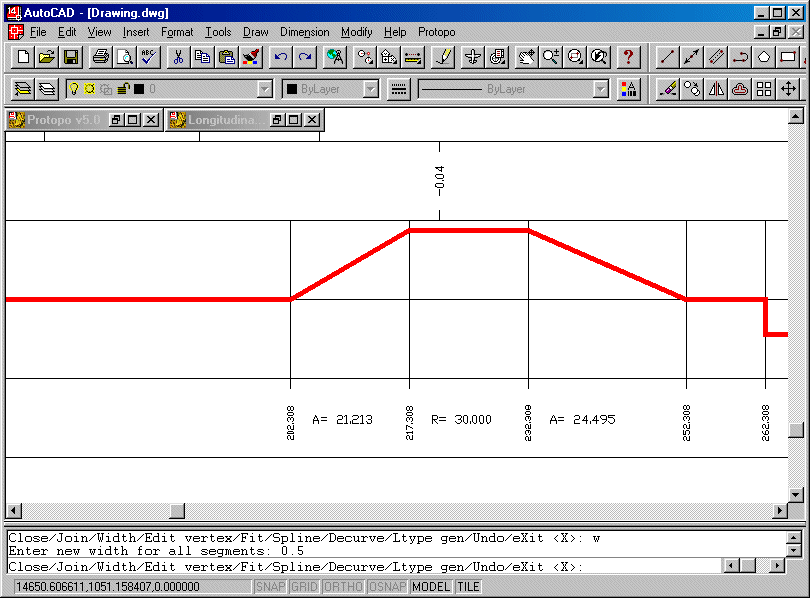 AutoCAD - [Drawing.dwg]
File Edit View Insert Format Tools Draw Dimension Modify Help Protopo
ABC
?
0 ByLayer ByLayer
Protopo v5.0 Longitudina...
-0.04
202.308 A= 21.213 217.308 R= 30.000 232.309 A= 24.495 252.308 262.308
Close/Join/Width/Edit vertex/Fit/Spline/Decurve/Ltype gen/Undo/eXit <X>: w
Enter new width for all segments: 0.5
Close/Join/Width/Edit vertex/Fit/Spline/Decurve/Ltype gen/Undo/eXit <X>:
14650.606611,1051.158407,0.000000 SNAP GRID ORTHO OSNAP MODEL TILE